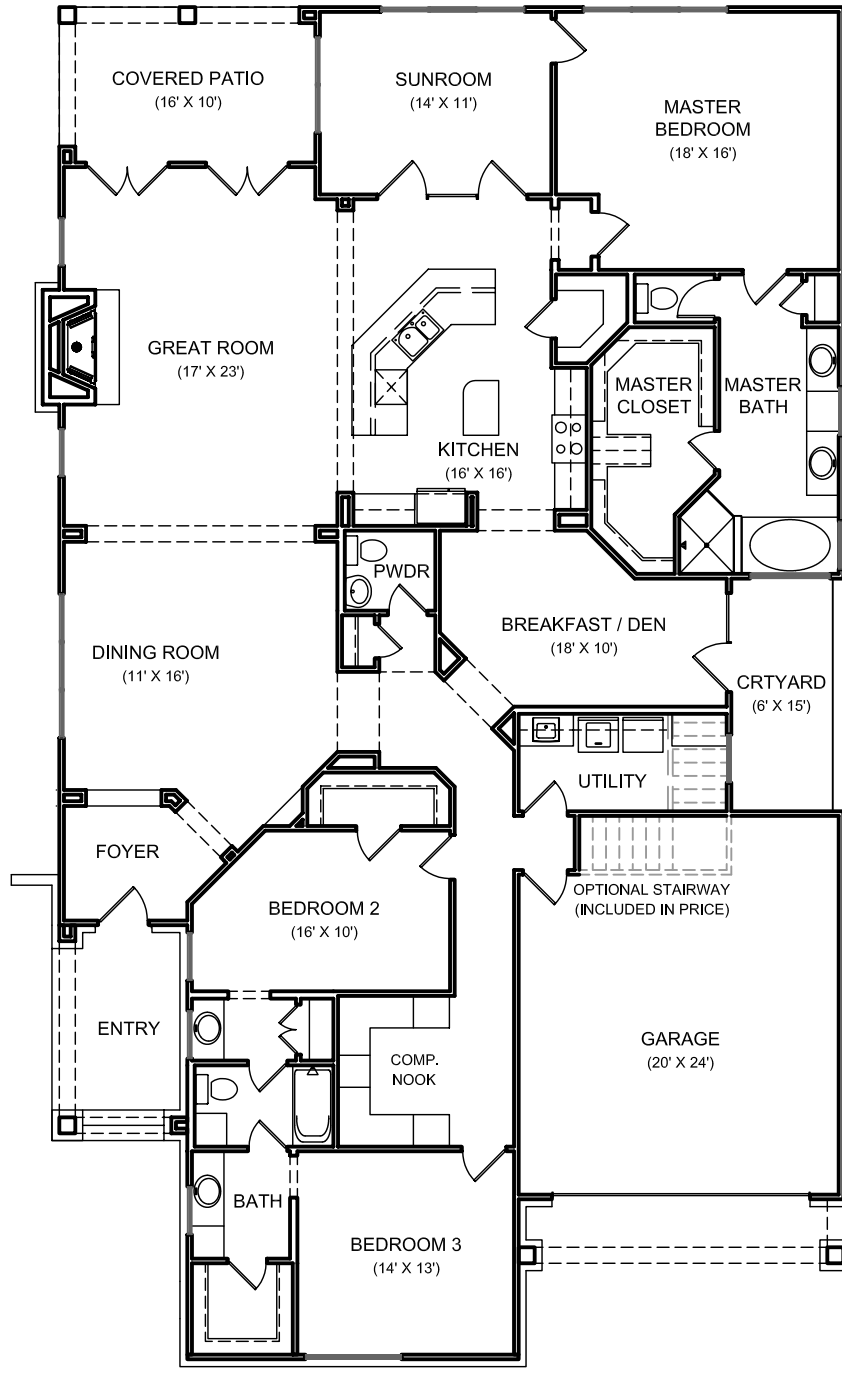 COVERED PATIO
(16' X 10')
SUNROOM
(14' X 11')
MASTER
BEDROOM
(18' X 16')
GREAT ROOM
(17' X 23')
MASTER
CLOSET
MASTER
BATH
KITCHEN
(16' X 16')
PWDR
BREAKFAST / DEN
(18' X 10')
DINING ROOM
(11' X 16')
CRTYARD
(6' X 15')
UTILITY
FOYER
OPTIONAL STAIRWAY
(INCLUDED IN PRICE)
BEDROOM 2
(16' X 10')
ENTRY
GARAGE
(20' X 24')
COMP.
NOOK
BATH
BEDROOM 3
(14' X 13')